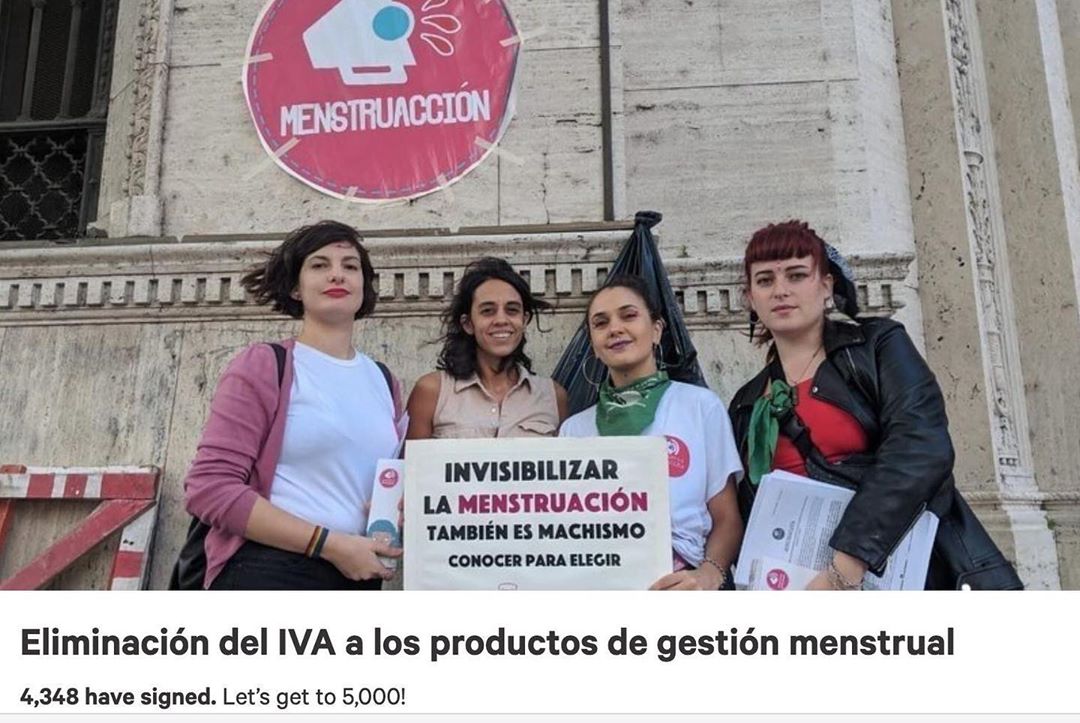 MENSTRUACCIÓN
INVISIBILIZAR
LA MENSTRUACIÓN
TAMBIÉN ES MACHISMO
CONOCER PARA ELEGIR
Eliminación del IVA a los productos de gestión menstrual
4,348 have signed. Let's get to 5,000!